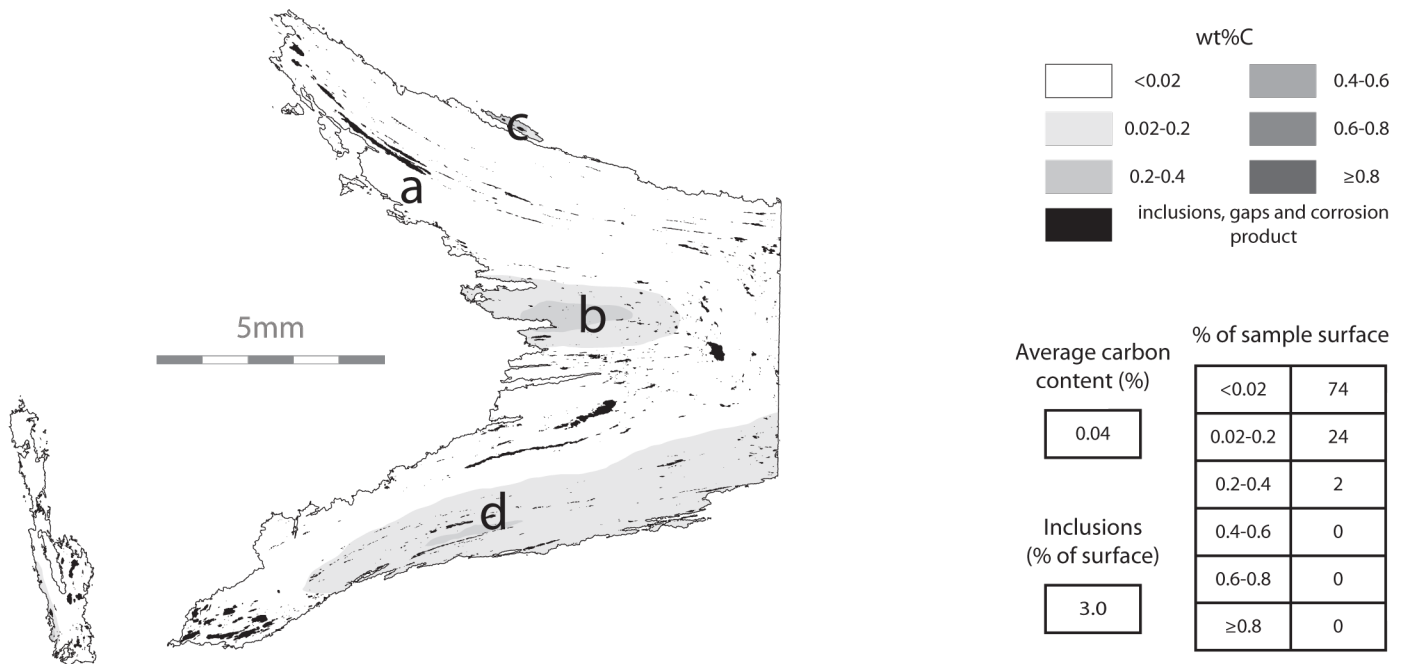 c
a
b
d
5mm
wt%C
<0.02
0.4-0.6
0.02-0.2
0.6-0.8
0.2-0.4
≥0.8
inclusions, gaps and corrosion
product
Average carbon
content (%)
0.04
Inclusions
(% of surface)
3.0
% of sample surface
<0.02 74
0.02-0.2 24
0.2-0.4 2
0.4-0.6 0
0.6-0.8 0
≥0.8 0